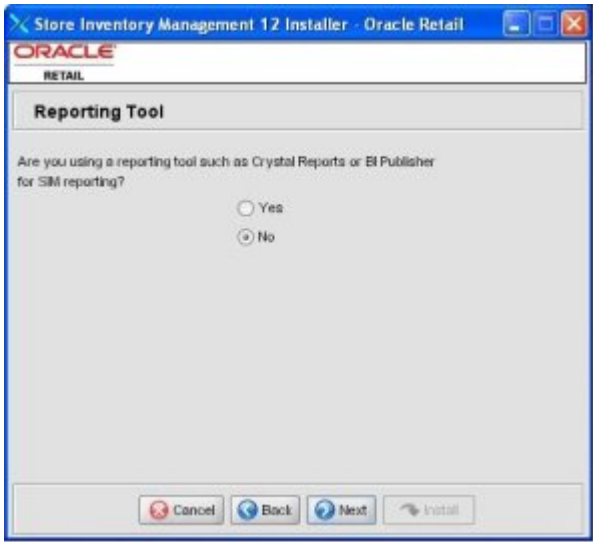 Store Inventory Management 12 Installer - Oracle Retail
ORACLE
RETAIL
Reporting Tool
Are you using a reporting tool such as Crystal Reports or BI Publisher
for SIM reporting?
Yes
No
Cancel Back Next Install